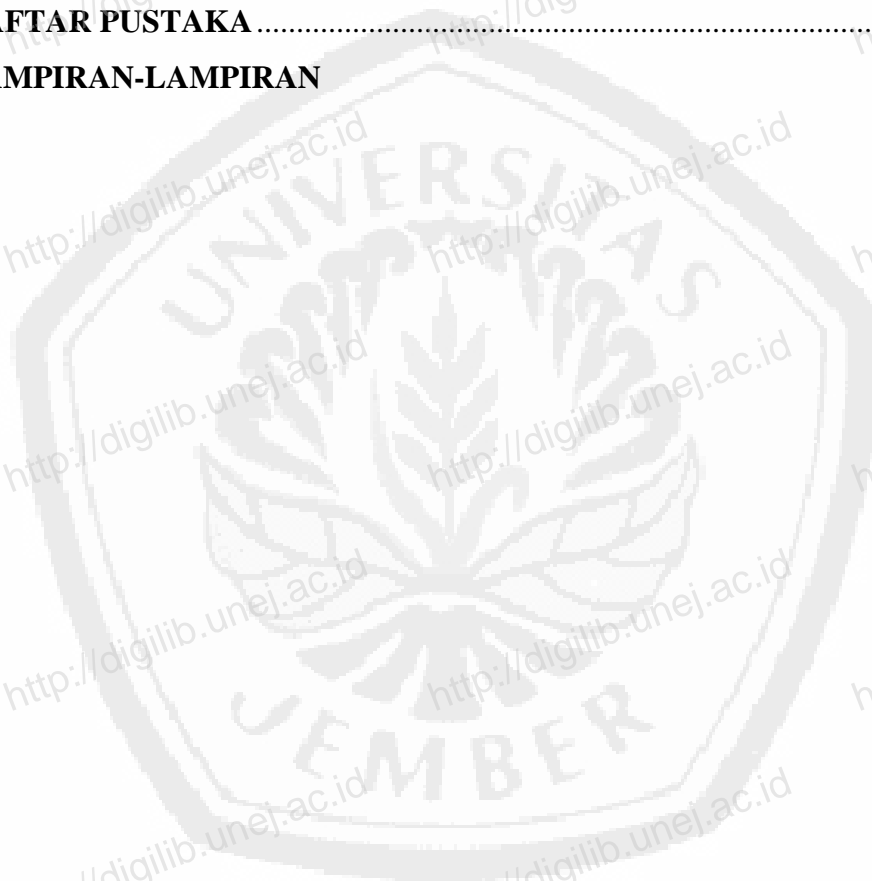 AFTAR PUSTAKA ........................................................................
AMPIRAN-LAMPIRAN
http://digilib.unej.ac.id
http://digilib.unej.ac.id
UNIVERSITAS
http://digilib.unej.ac.id
http://digilib.unej.ac.id
http://digilib.unej.ac.id
http://digilib.unej.ac.id
JEMBER